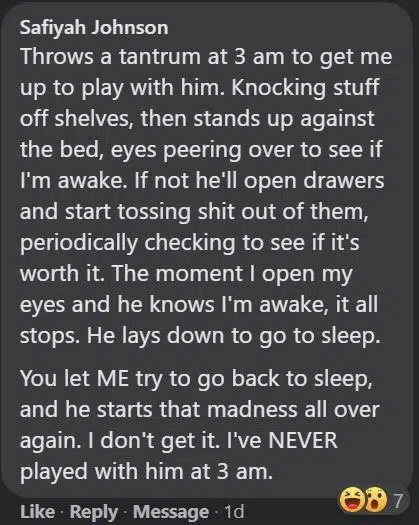 Safiyah Johnson
Throws a tantrum at 3 am to get me
up to play with him. Knocking stuff
off shelves, then stands up against
the bed, eyes peering over to see if
I'm awake. If not he'll open drawers
and start tossing shit out of them,
periodically checking to see if it's
worth it. The moment I open my
eyes and he knows I'm awake, it all
stops. He lays down to go to sleep.
You let ME try to go back to sleep,
and he starts that madness all over
again. I don't get it. I've NEVER
played with him at 3 am.
7
Like · Reply · Message · 1d